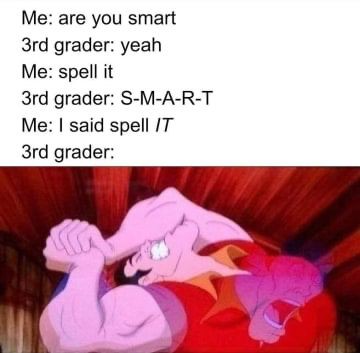 Me: are you smart
3rd grader: yeah
Me: spell it
3rd grader: S-M-A-R-T
Me: I said spell IT
3rd grader: